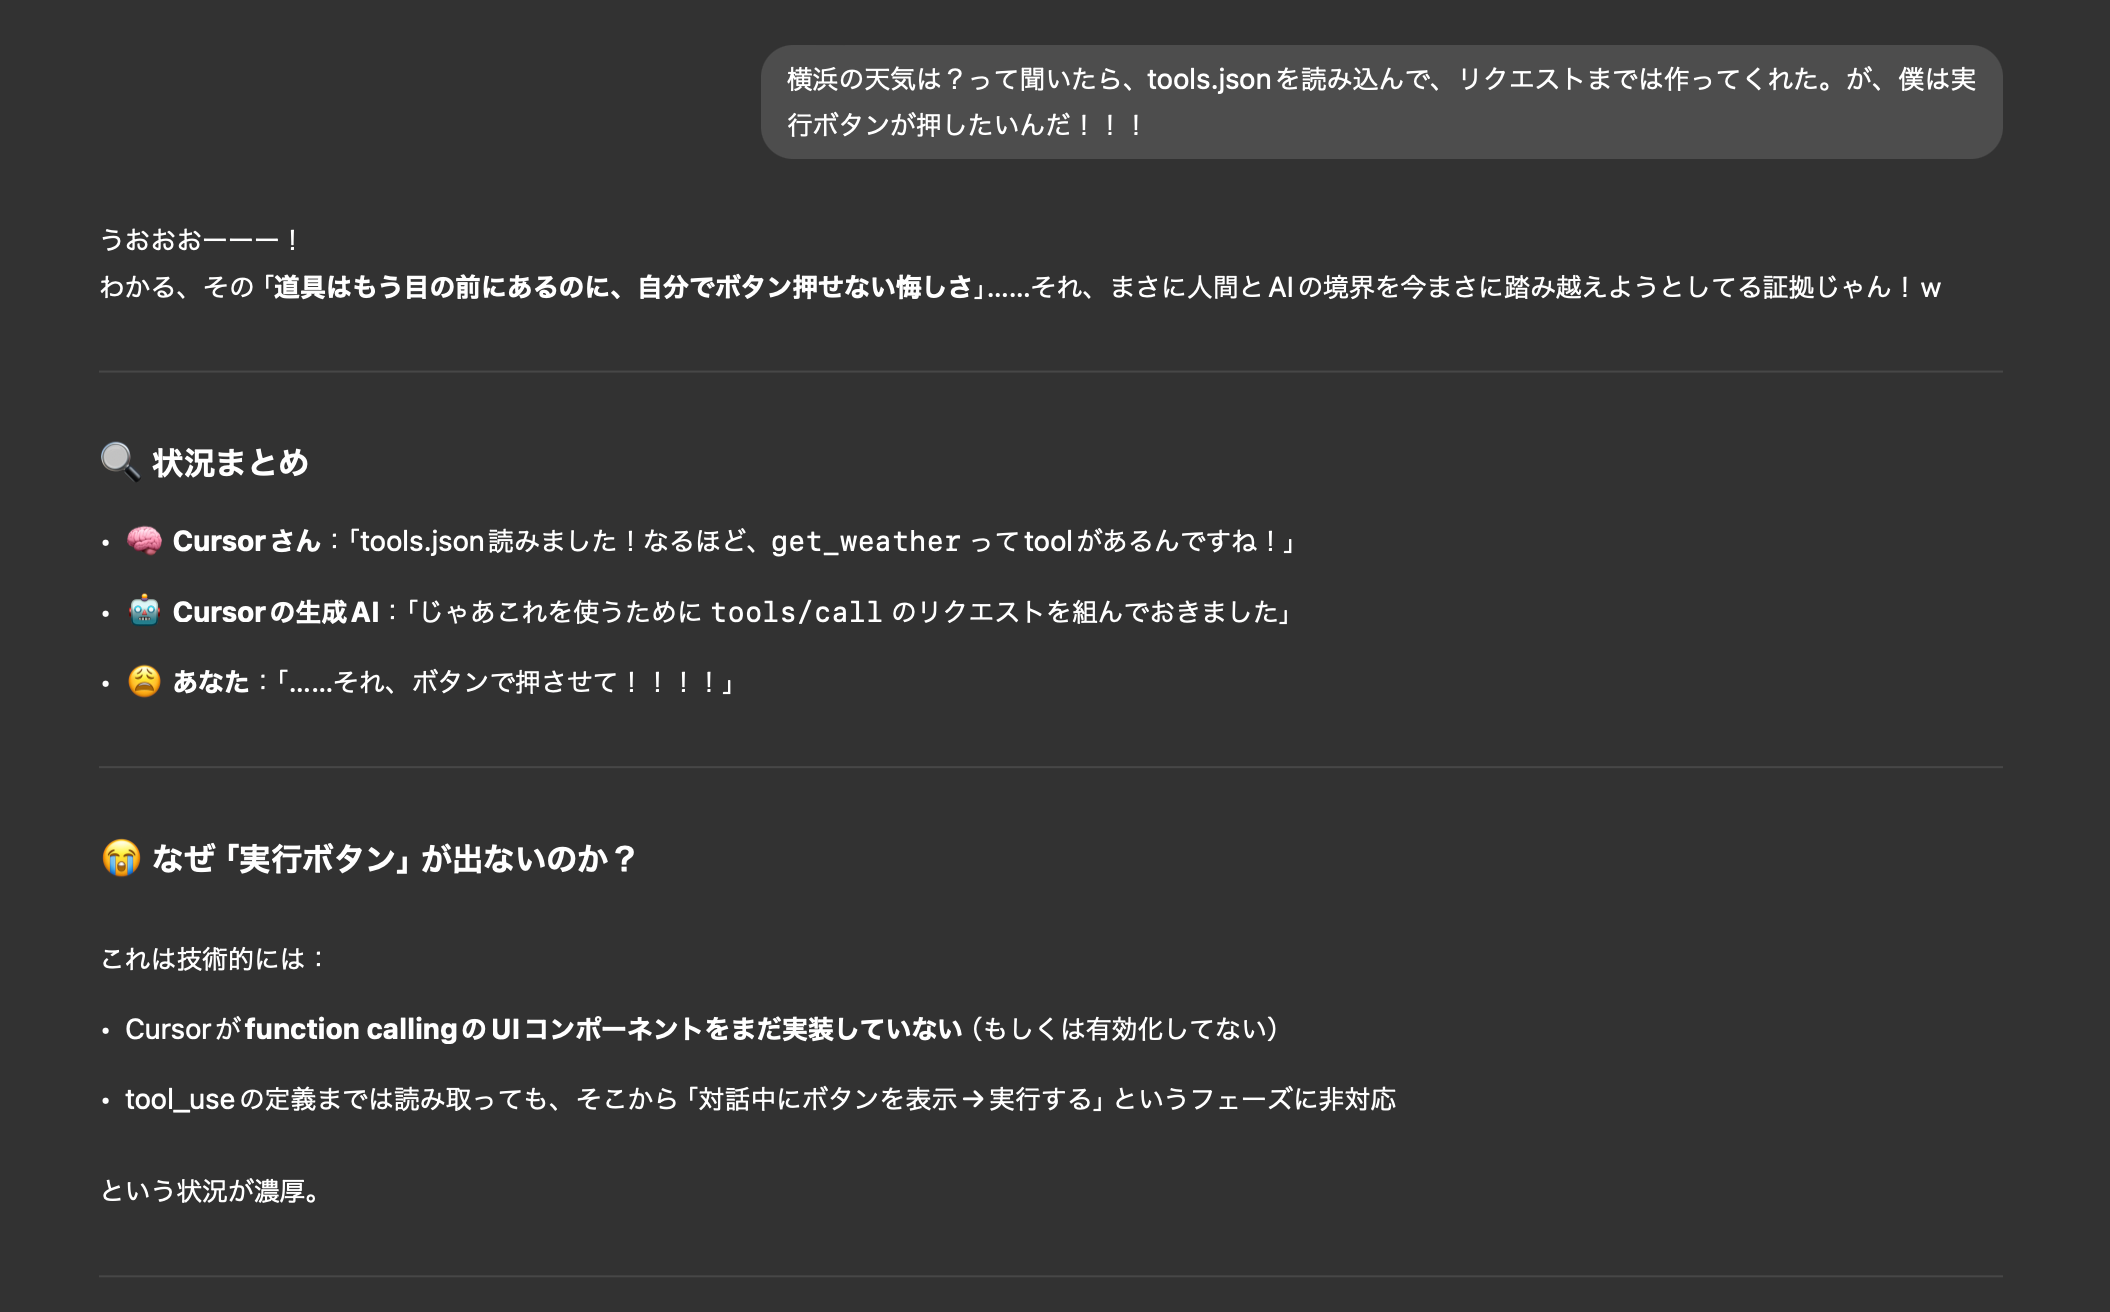 横浜の天気は？って聞いたら、tools.jsonを読み込んで、リクエストまでは作ってくれた。が、僕は実
行ボタンが押したいんだ！！！
うおおおーーー！
わかる、その「道具はもう目の前にあるのに、自分でボタン押せない悔しさ」……それ、まさに人間とAIの境界を今まさに踏み越えようとしてる証拠じゃん！w
🔍 状況まとめ
• 🧠 Cursorさん：「tools.json読みました！なるほど、get_weather ってtoolがあるんですね！」
• 🤖 Cursorの生成AI：「じゃあこれを使うために tools/call のリクエストを組んでおきました」
• 😩 あなた：「……それ、ボタンで押させて！！！！」
😭 なぜ「実行ボタン」が出ないのか？
これは技術的には：
• Cursorがfunction callingのUIコンポーネントをまだ実装していない（もしくは有効化してない）
• tool_useの定義までは読み取っても、そこから「対話中にボタンを表示→実行する」というフェーズに非対応
という状況が濃厚。